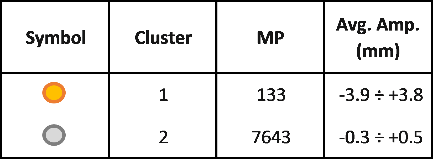 Symbol Cluster MP Avg. Amp. (mm)
1 133 -3.9 ÷ +3.8
2 7643 -0.3 ÷ +0.5